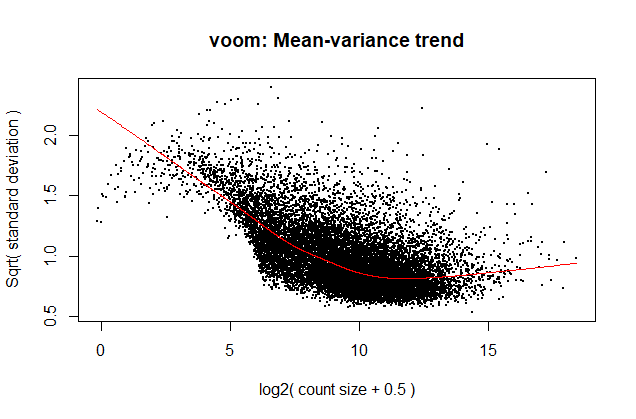 voom: Mean-variance trend
Sqrt( standard deviation )
2.0
1.5
1.0
0.5
0
5
10
15
log2( count size + 0.5 )